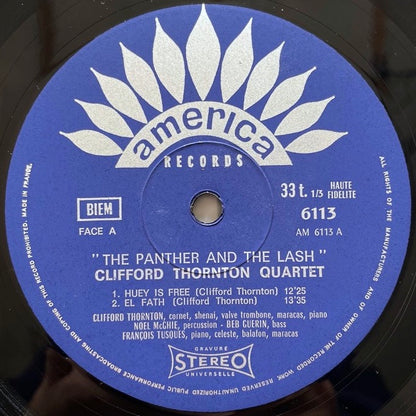 america
RECORDS
BIEM
FACE A
33 t. 1/3 HAUTE FIDELITE
6113
AM 6113 A
"THE PANTHER AND THE LASH"
CLIFFORD THORNTON QUARTET
1. HUEY IS FREE (Clifford Thornton) 12'25
2. EL FATH (Clifford Thornton) 13'35
CLIFFORD THORNTON, cornet, shenai, valve trombone, maracas, piano
NOEL McGHIE, percussion - BEB GUERIN, bass
FRANÇOIS TUSQUES, piano, celeste, balafon, maracas
GRAVURE
STEREO
UNIVERSELLE
ALL RIGHTS OF THE MANUFACTURERS AND OF OWNER OF THE RECORDED WORK RESERVED UNAUTHORIZED PUBLIC PERFORMANCE BROADCASTING AND COPYING OF THIS RECORD PROHIBITED. MADE IN FRANCE.